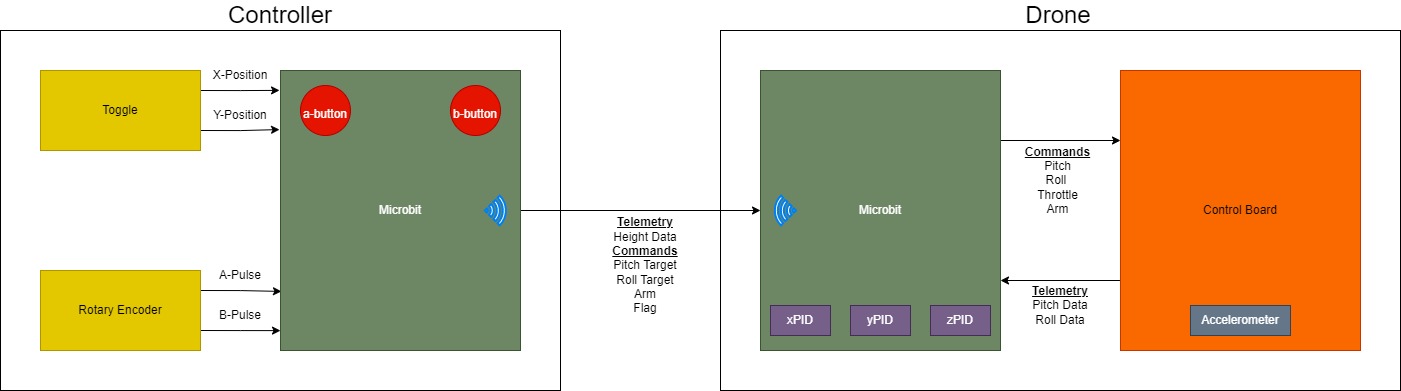 Controller
Drone
Toggle
X-Position
Y-Position
a-button
b-button
Microbit
Rotary Encoder
A-Pulse
B-Pulse
Telemetry
Height Data
Commands
Pitch Target
Roll Target
Arm
Flag
Microbit
xPID
yPID
zPID
Commands
Pitch
Roll
Throttle
Arm
Telemetry
Pitch Data
Roll Data
Control Board
Accelerometer